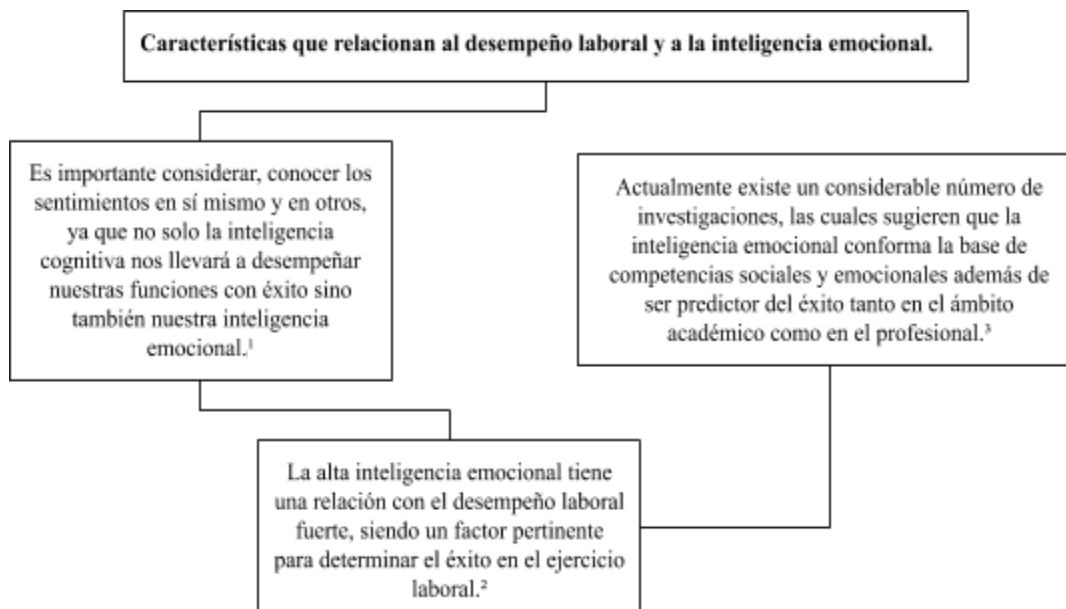 Características que relacionan al desempeño laboral y a la inteligencia emocional.
Es importante considerar, conocer los
sentimientos en sí mismo y en otros,
ya que no solo la inteligencia
cognitiva nos llevará a desempeñar
nuestras funciones con éxito sino
también nuestra inteligencia
emocional.¹
Actualmente existe un considerable número de
investigaciones, las cuales sugieren que la
inteligencia emocional conforma la base de
competencias sociales y emocionales además de
ser predictor del éxito tanto en el ámbito
académico como en el profesional.³
La alta inteligencia emocional tiene
una relación con el desempeño laboral
fuerte, siendo un factor pertinente
para determinar el éxito en el ejercicio
laboral.²